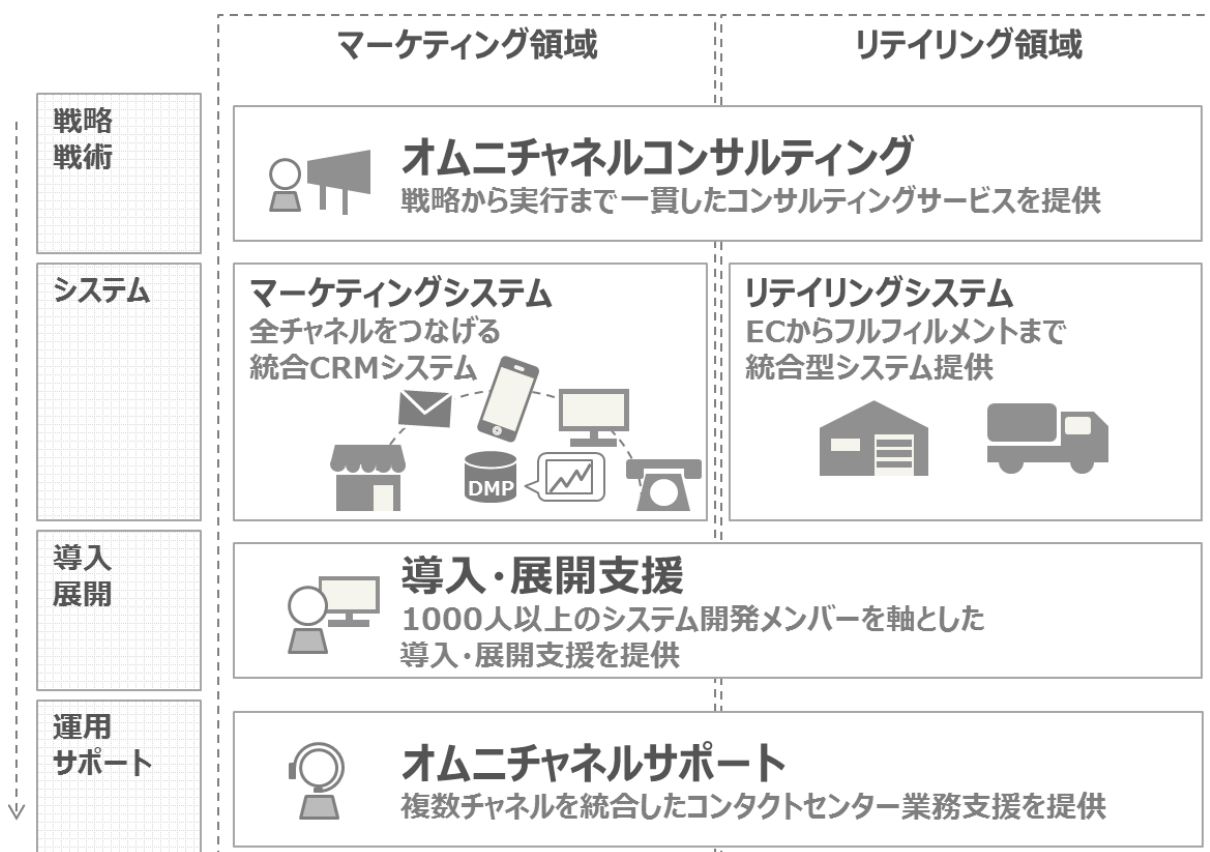 マーケティング領域
リテイリング領域
戦略
戦術
オムニチャネルコンサルティング
戦略から実行まで一貫したコンサルティングサービスを提供
システム
マーケティングシステム
全チャネルをつなげる
統合CRMシステム
DMP
リテイリングシステム
ECからフルフィルメントまで
統合型システム提供
導入
展開
導入・展開支援
1000人以上のシステム開発メンバーを軸とした
導入・展開支援を提供
運用
サポート
オムニチャネルサポート
複数チャネルを統合したコンタクトセンター業務支援を提供